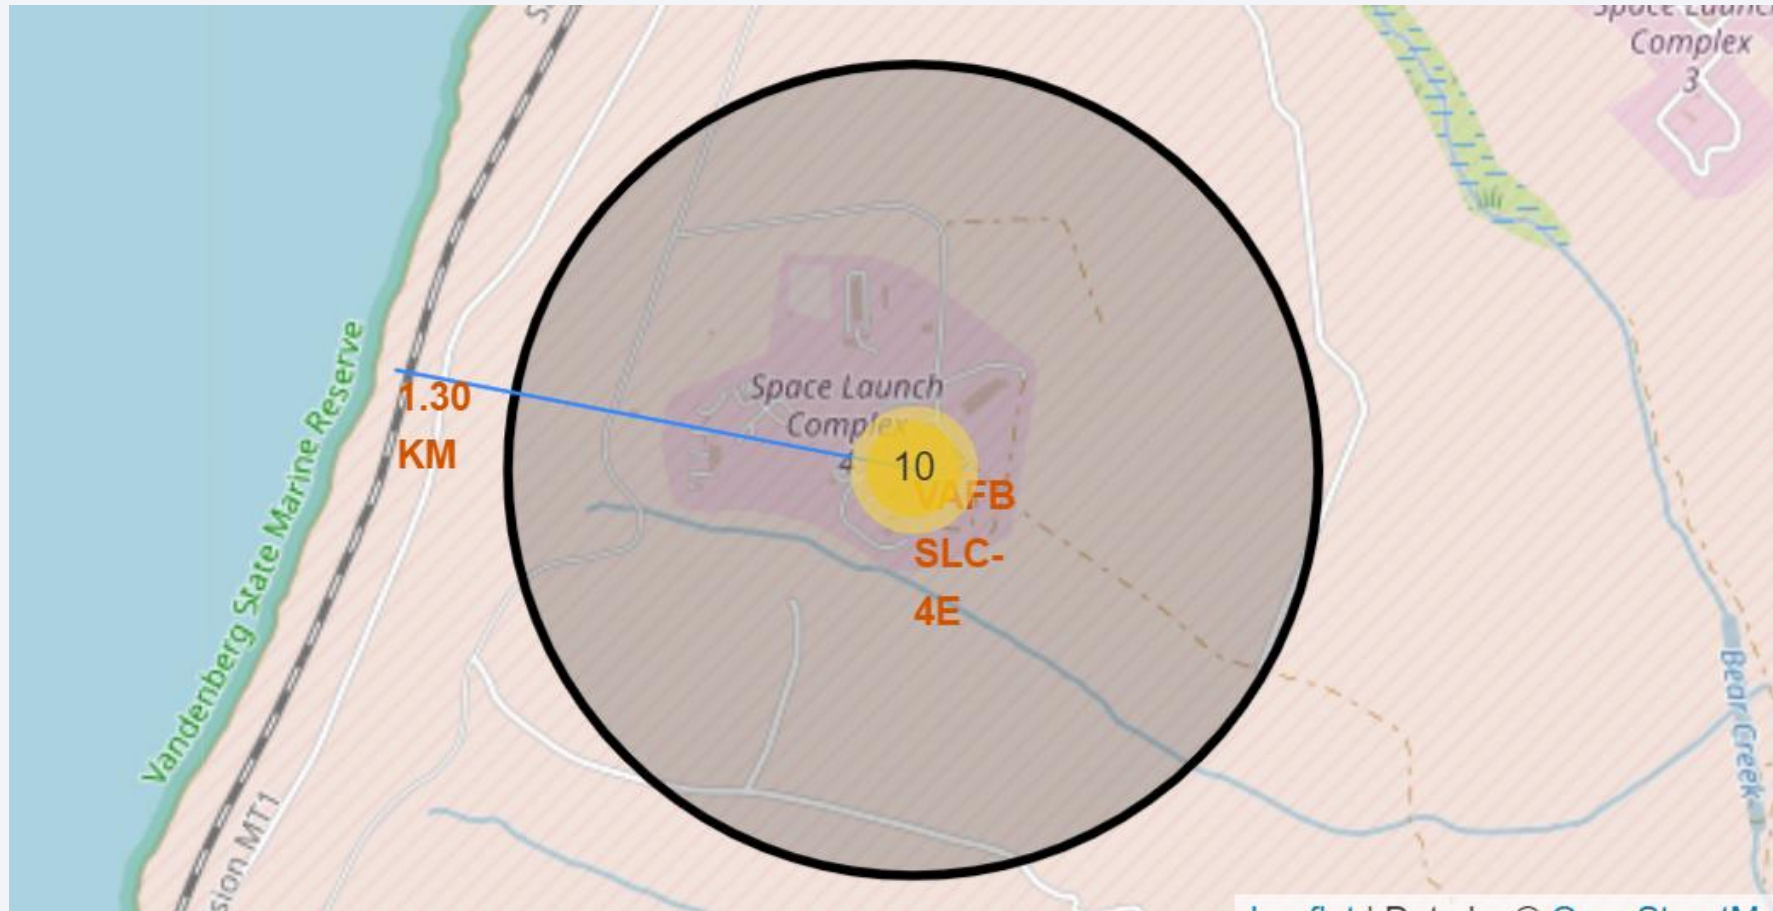 Space Launch
Complex
3
1.30
KM
Space Launch
Complex
4
10
VAFB
SLC-
4E
Vandenberg State Marine Reserve
Bear Creek
sion MT1